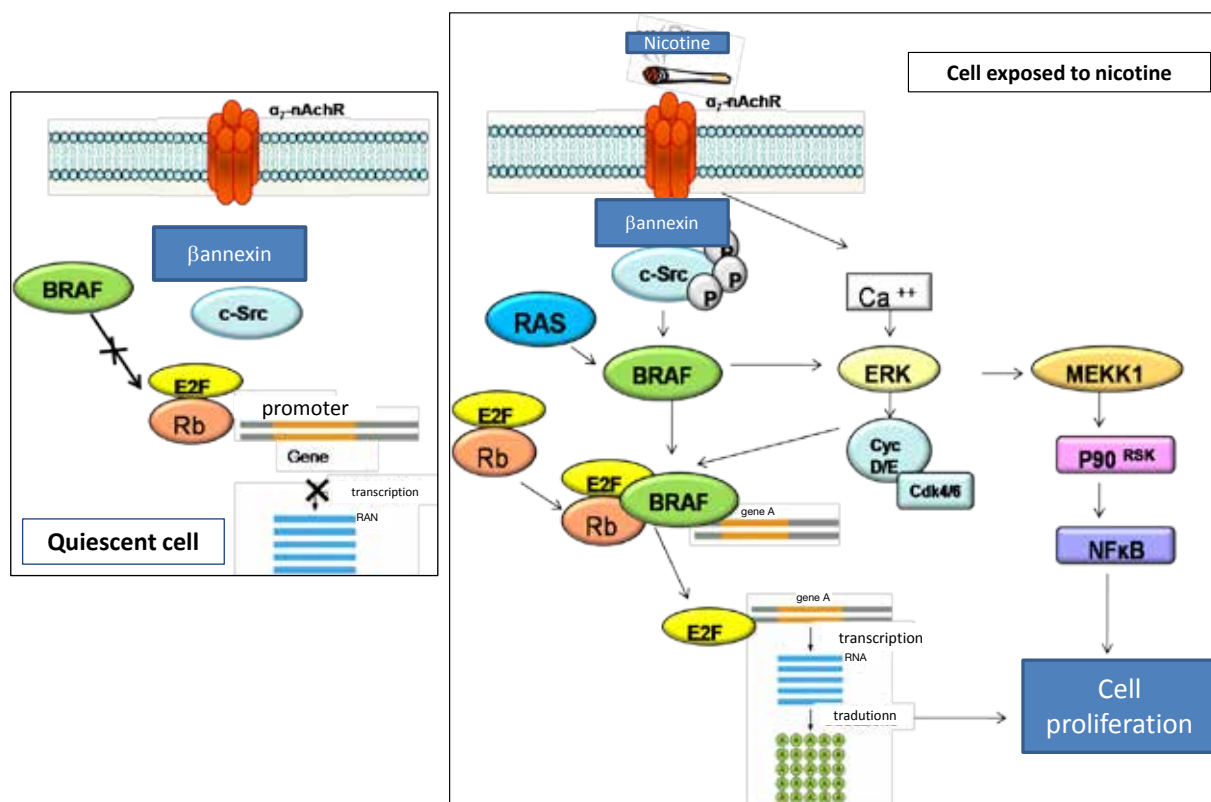 α7-nAchR
βannexin
BRAF
c-Src
E2F
Rb
promoter
Gene
transcription
RAN
Quiescent cell
Nicotine
Cell exposed to nicotine
α7-nAchR
βannexin
P
P
P
c-Src
Ca ++
RAS
BRAF
ERK
MEKK1
E2F
Rb
Cyc
D/E
Cdk4/6
P90 RSK
E2F
BRAF
Rb
gene A
NFκB
gene A
E2F
transcription
RNA
tradutionn
Cell
proliferation